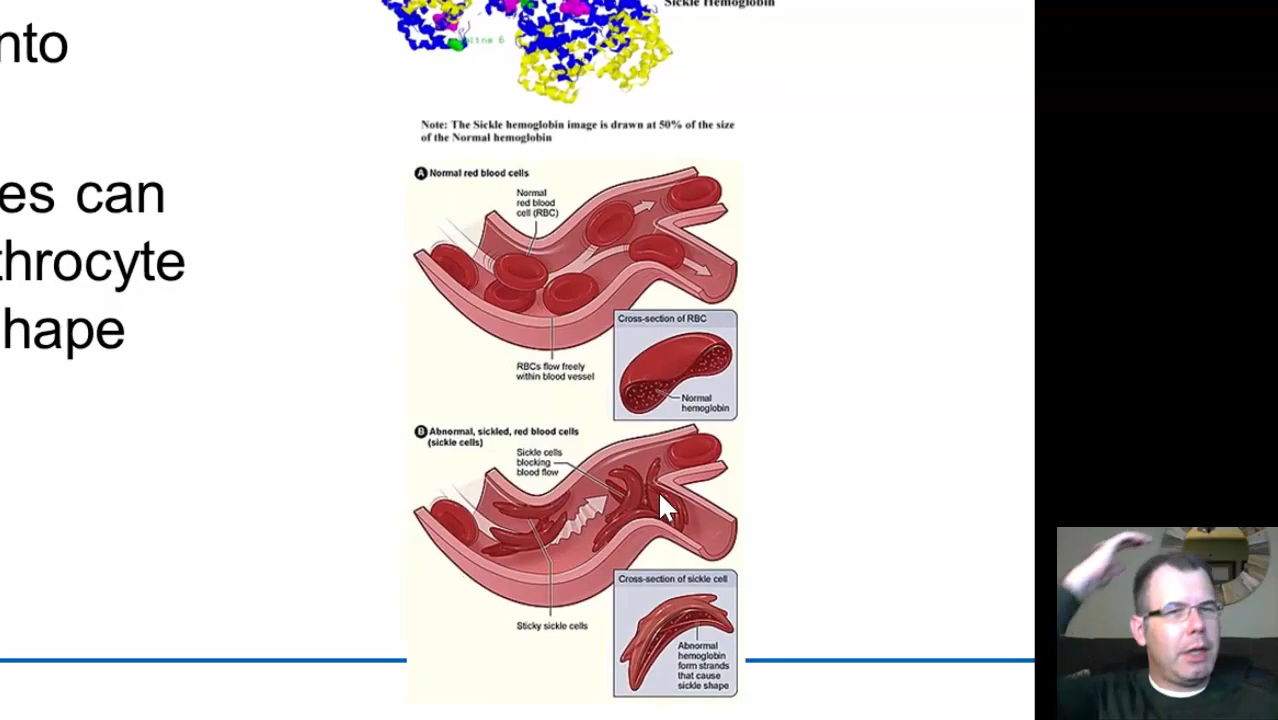 nto
es can
throcyte
hape
Sickle Hemoglobin
Note: The Sickle hemoglobin image is drawn at 50% of the size
of the Normal hemoglobin
A Normal red blood cells
Normal
red blood
cell (RBC)
RBCs flow freely
within blood vessel
Cross-section of RBC
Normal
hemoglobin
B Abnormal, sickled, red blood cells
(sickle cells)
Sickle cells
blocking
blood flow
Sticky sickle cells
Cross-section of sickle cell
Abnormal
hemoglobin
form strands
that cause
sickle shape